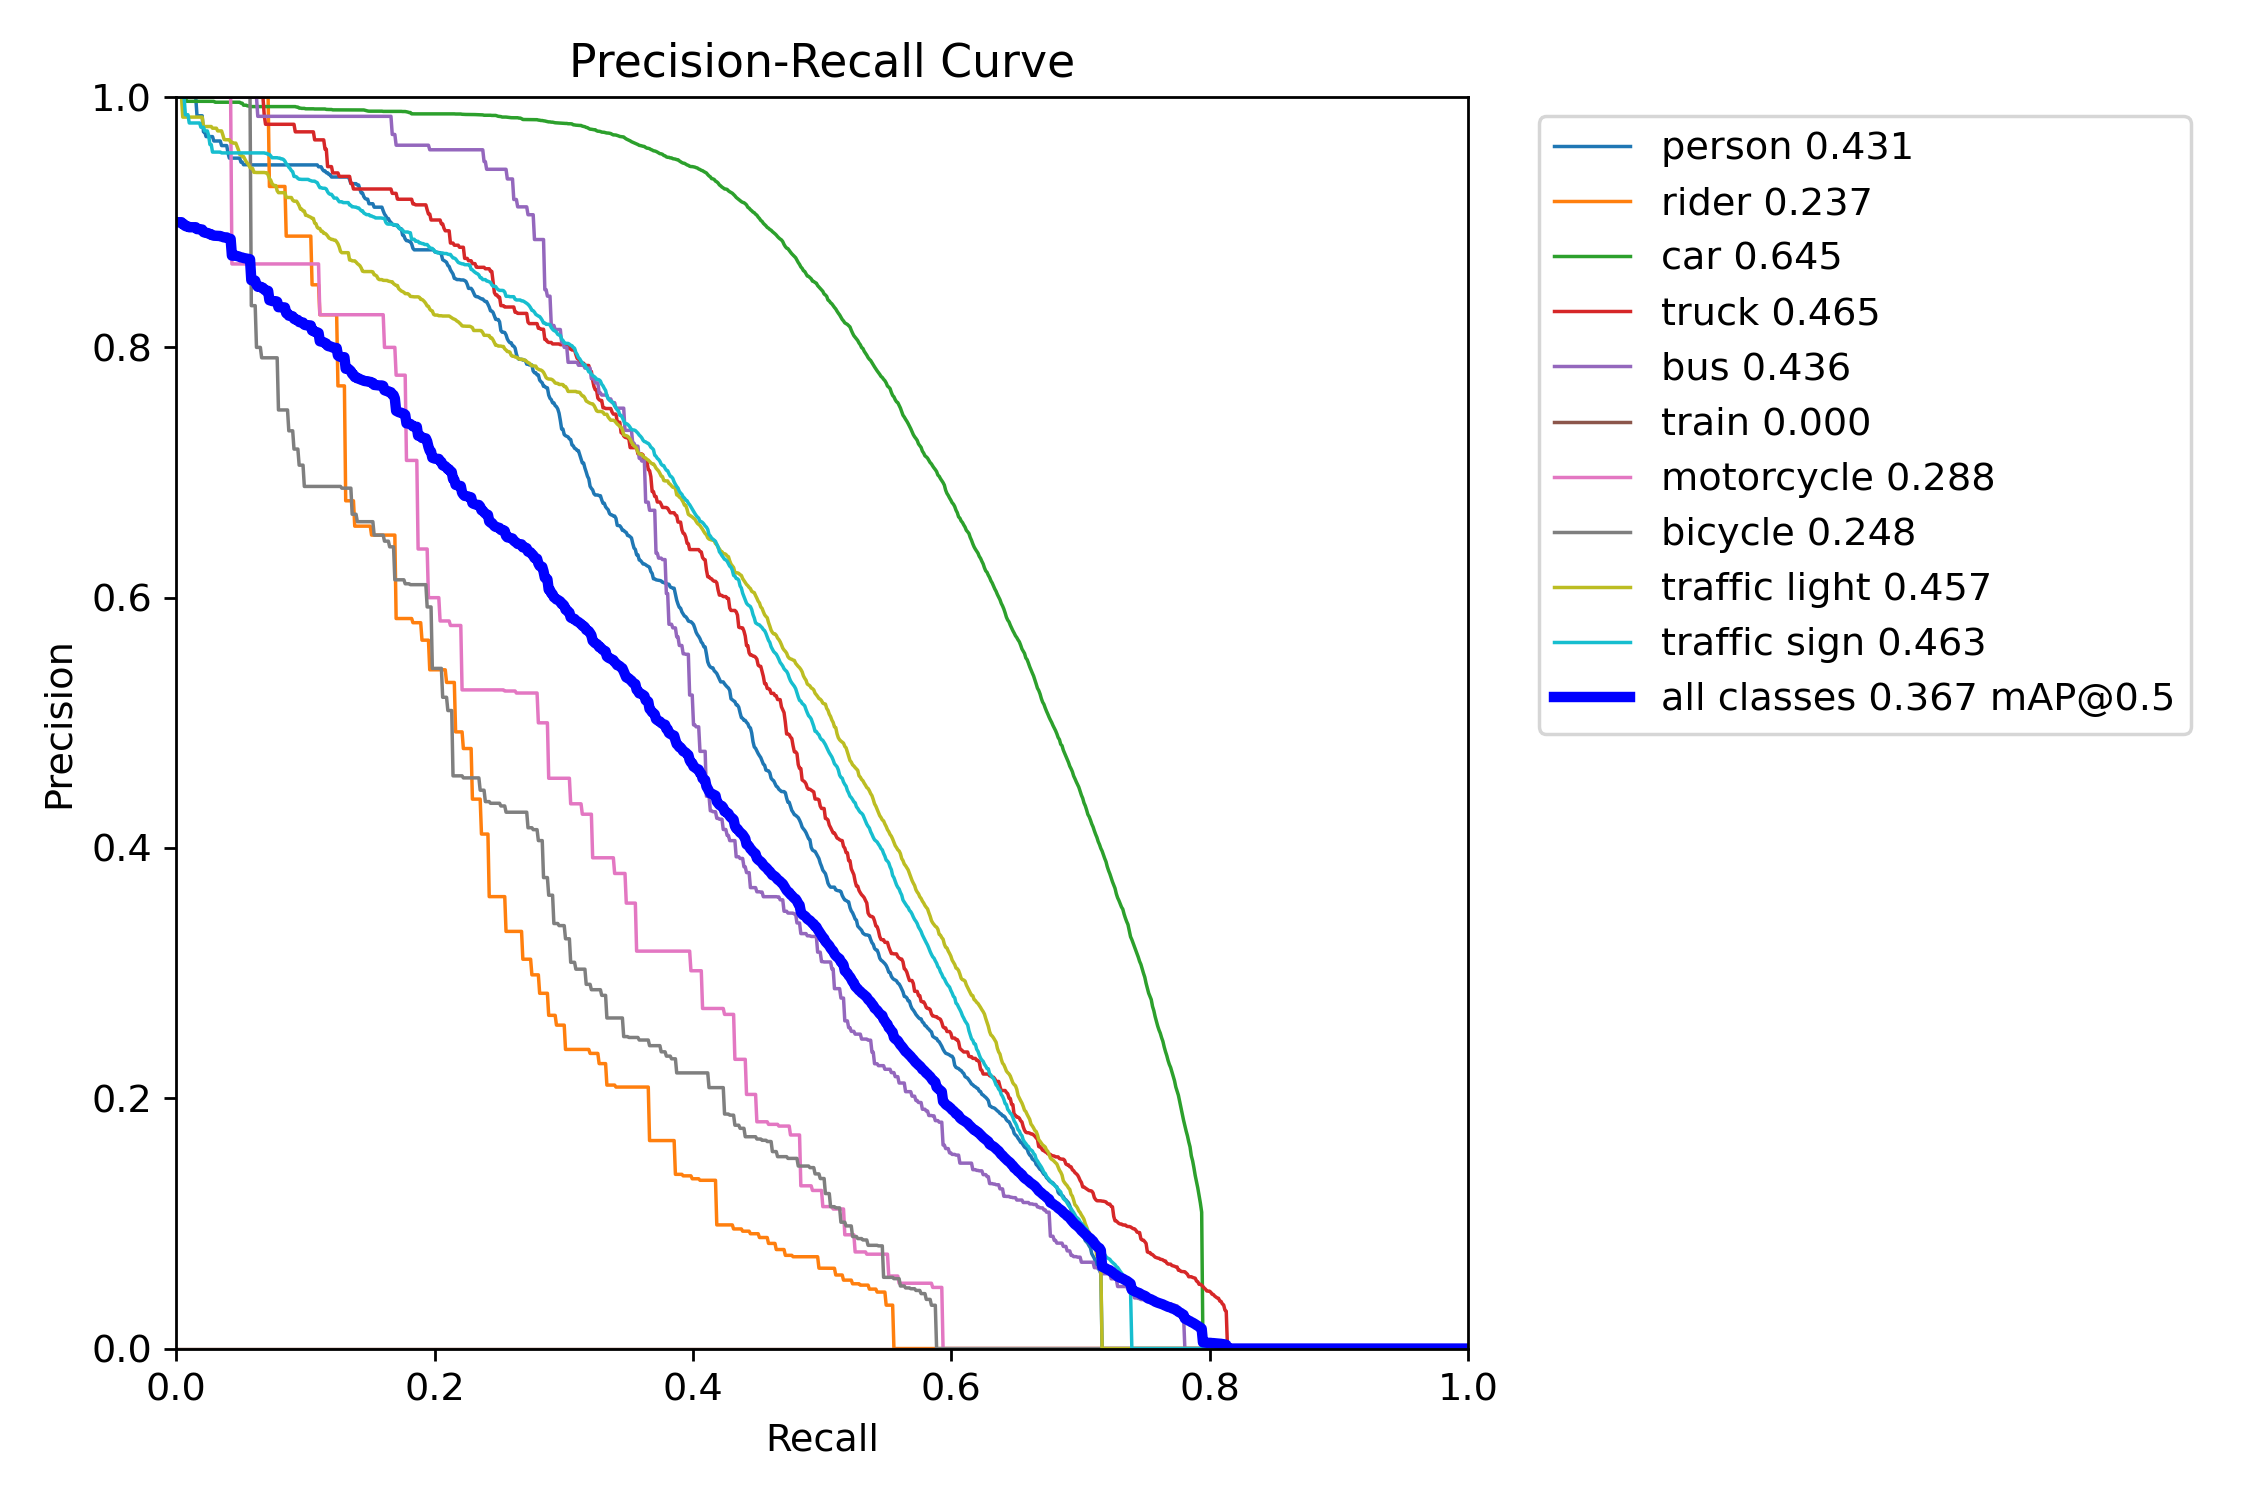 Precision-Recall Curve
1.0
0.8
0.6
0.4
0.2
0.0
Precision
0.0 0.2 0.4 0.6 0.8 1.0
Recall
person 0.431
rider 0.237
car 0.645
truck 0.465
bus 0.436
train 0.000
motorcycle 0.288
bicycle 0.248
traffic light 0.457
traffic sign 0.463
all classes 0.367 mAP@0.5